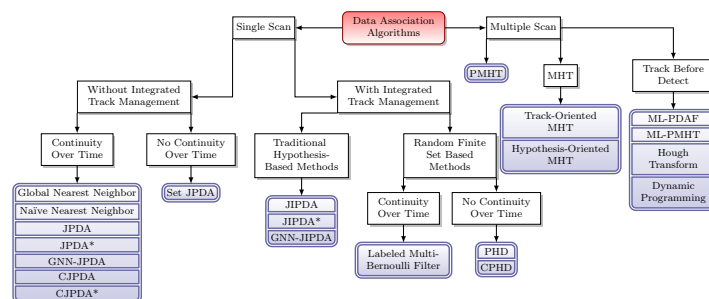 Data Association
Algorithms
Single Scan
Multiple Scan
PMHT
MHT
Track Before
Detect
Without Integrated
Track Management
With Integrated
Track Management
Track-Oriented
MHT
Hypothesis-Oriented
MHT
ML-PDAF
ML-PMHT
Hough
Transform
Dynamic
Programming
Continuity
Over Time
No Continuity
Over Time
Traditional
Hypothesis-
Based Methods
Random Finite
Set Based
Methods
Global Nearest Neighbor
Naïve Nearest Neighbor
JPDA
JPDA*
GNN-JPDA
CJPDA
CJPDA*
Set JPDA
JIPDA
JIPDA*
GNN-JIPDA
Continuity
Over Time
No Continuity
Over Time
Labeled Multi-
Bernoulli Filter
PHD
CPHD